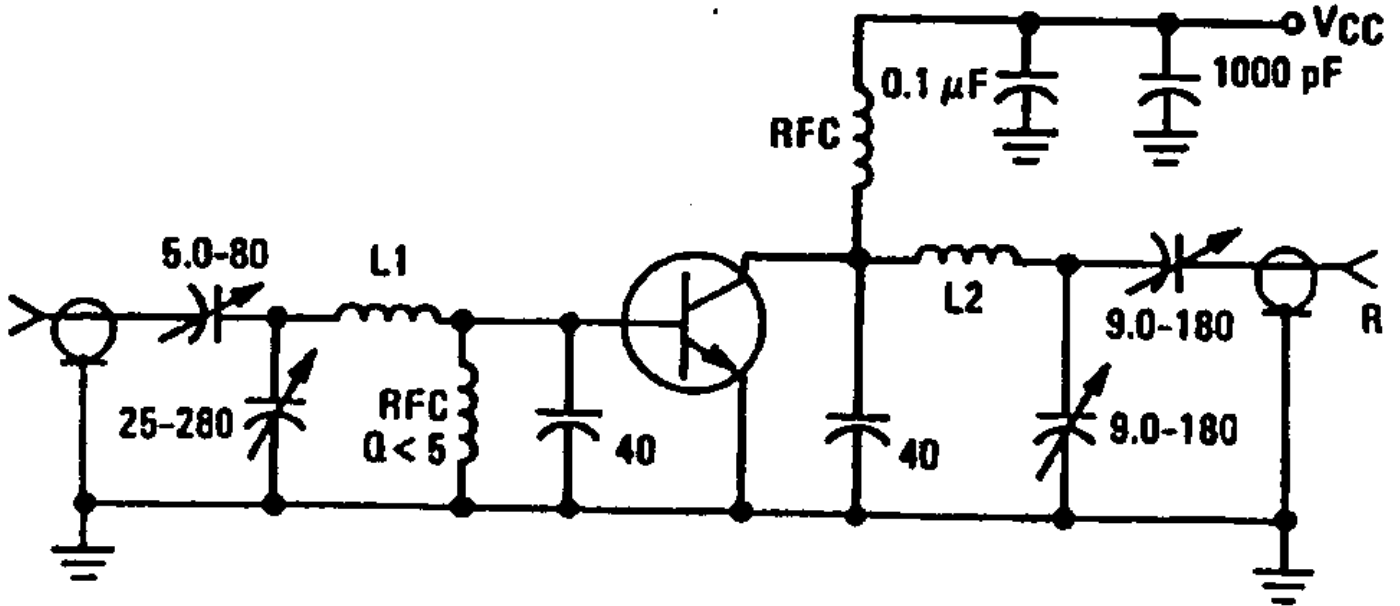 VCC
0.1 µF
1000 pF
RFC
5.0-80
L1
L2
9.0-180
R
25-280
RFC
Q < 5
40
40
9.0-180